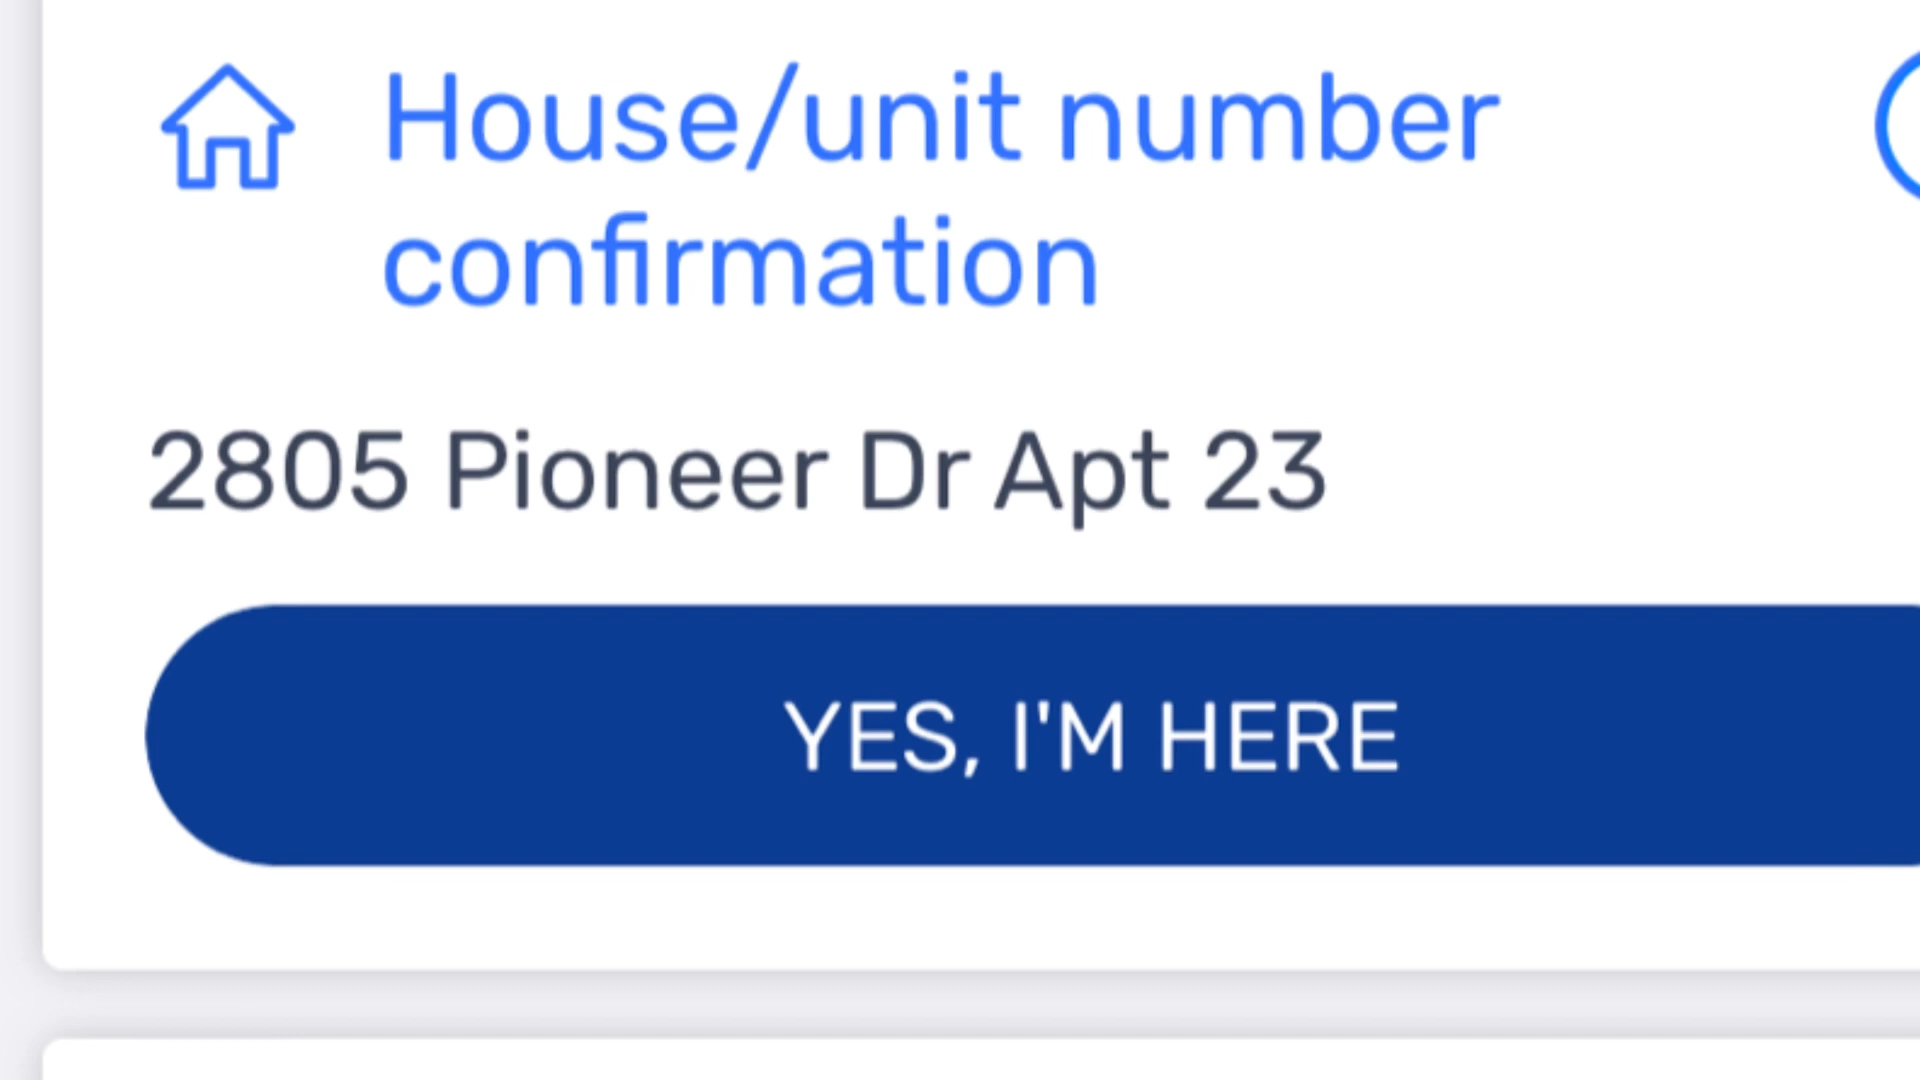 House/unit number
confirmation
2805 Pioneer Dr Apt 23
YES, I'M HERE